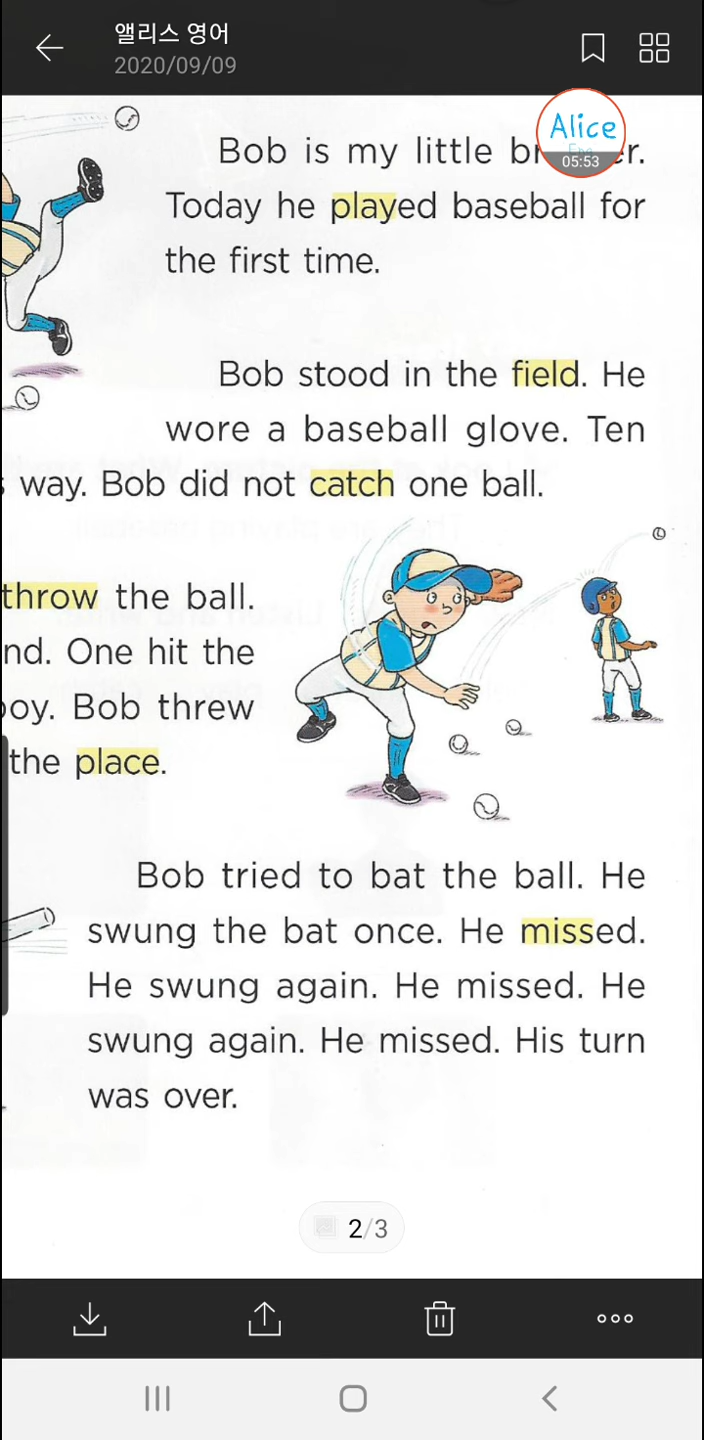 앨리스 영어
2020/09/09
Alice
05:53
Bob is my little
Today he played baseball for
the first time.
Bob stood in the field. He
wore a baseball glove. Ten
way. Bob did not catch one ball.
throw the ball.
One hit the
Bob threw
the place.
Bob tried to bat the ball. He
swung the bat once. He missed.
He swung again. He missed. He
swung again. He missed. His turn
was over.
2/3